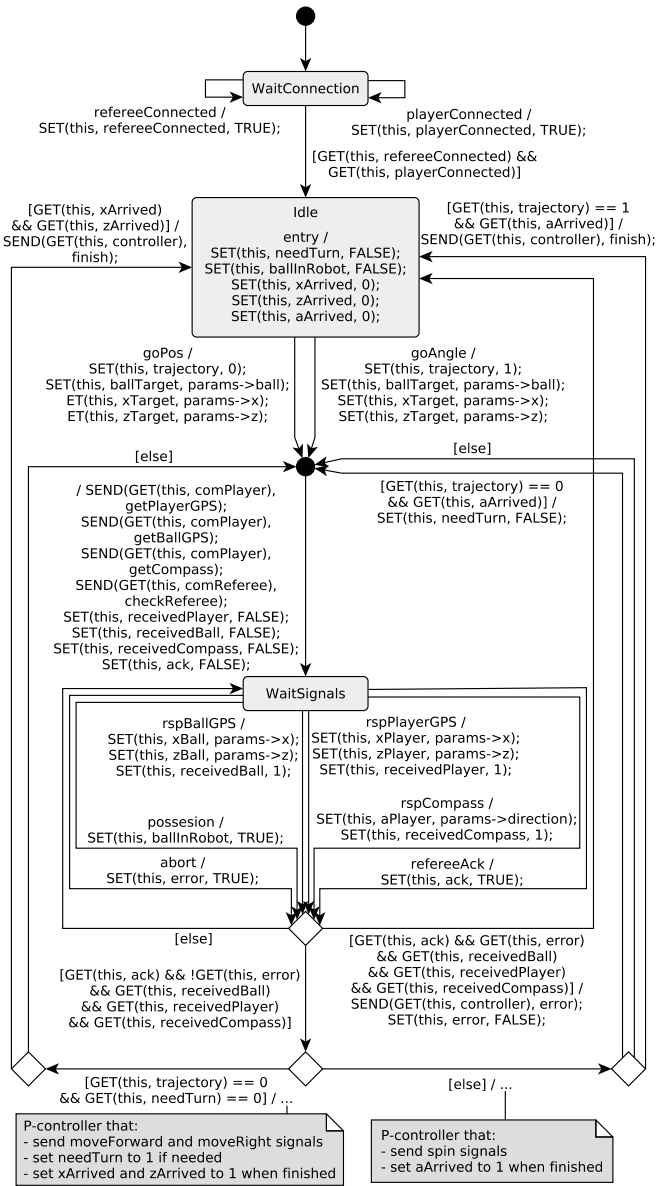 WaitConnection
refereeConnected /
SET(this, refereeConnected, TRUE);
playerConnected /
SET(this, playerConnected, TRUE);
[GET(this, refereeConnected) &&
GET(this, playerConnected)]
[GET(this, xArrived)
&& GET(this, zArrived)] /
SEND(GET(this, controller),
finish);
Idle
entry /
SET(this, needTurn, FALSE);
SET(this, ballInRobot, FALSE);
SET(this, xArrived, 0);
SET(this, zArrived, 0);
SET(this, aArrived, 0);
[GET(this, trajectory) == 1
&& GET(this, aArrived)] /
SEND(GET(this, controller), finish);
goPos /
SET(this, trajectory, 0);
SET(this, ballTarget, params->ball);
ET(this, xTarget, params->x);
ET(this, zTarget, params->z);
goAngle /
SET(this, trajectory, 1);
SET(this, ballTarget, params->ball);
SET(this, xTarget, params->x);
SET(this, zTarget, params->z);
[else]
[else]
[GET(this, trajectory) == 0
&& GET(this, aArrived)] /
SET(this, needTurn, FALSE);
/ SEND(GET(this, comPlayer),
getPlayerGPS);
SEND(GET(this, comPlayer),
getBallGPS);
SEND(GET(this, comPlayer),
getCompass);
SEND(GET(this, comReferee),
checkReferee);
SET(this, receivedPlayer, FALSE);
SET(this, receivedBall, FALSE);
SET(this, receivedCompass, FALSE);
SET(this, ack, FALSE);
WaitSignals
rspBallGPS /
SET(this, xBall, params->x);
SET(this, zBall, params->z);
SET(this, receivedBall, 1);
rspPlayerGPS /
SET(this, xPlayer, params->x);
SET(this, zPlayer, params->z);
SET(this, receivedPlayer, 1);
possesion /
SET(this, ballInRobot, TRUE);
rspCompass /
SET(this, aPlayer, params->direction);
SET(this, receivedCompass, 1);
abort /
SET(this, error, TRUE);
refereeAck /
SET(this, ack, TRUE);
[else]
[GET(this, ack) && GET(this, error)
&& GET(this, receivedBall)
&& GET(this, receivedPlayer)
&& GET(this, receivedCompass)] /
SEND(GET(this, controller), error);
SET(this, error, FALSE);
[GET(this, ack) && !GET(this, error)
&& GET(this, receivedBall)
&& GET(this, receivedPlayer)
&& GET(this, receivedCompass)]
[GET(this, trajectory) == 0
&& GET(this, needTurn) == 0] / ...
[else] / ...
P-controller that:
- send moveForward and moveRight signals
- set needTurn to 1 if needed
- set xArrived and zArrived to 1 when finished
P-controller that:
- send spin signals
- set aArrived to 1 when finished